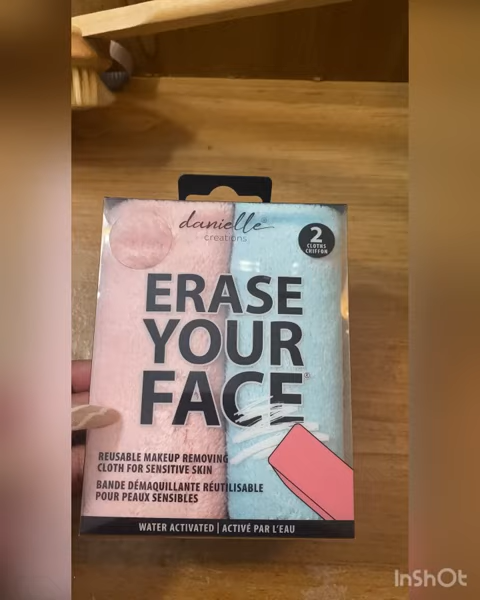 danielle
creations
2
CLOTHS
CHIFFON
ERASE
YOUR
FACE®
REUSABLE MAKEUP REMOVING
CLOTH FOR SENSITIVE SKIN
BANDE DÉMAQUILLANTE RÉUTILISABLE
POUR PEAUX SENSIBLES
WATER ACTIVATED | ACTIVÉ PAR L'EAU
InShOt